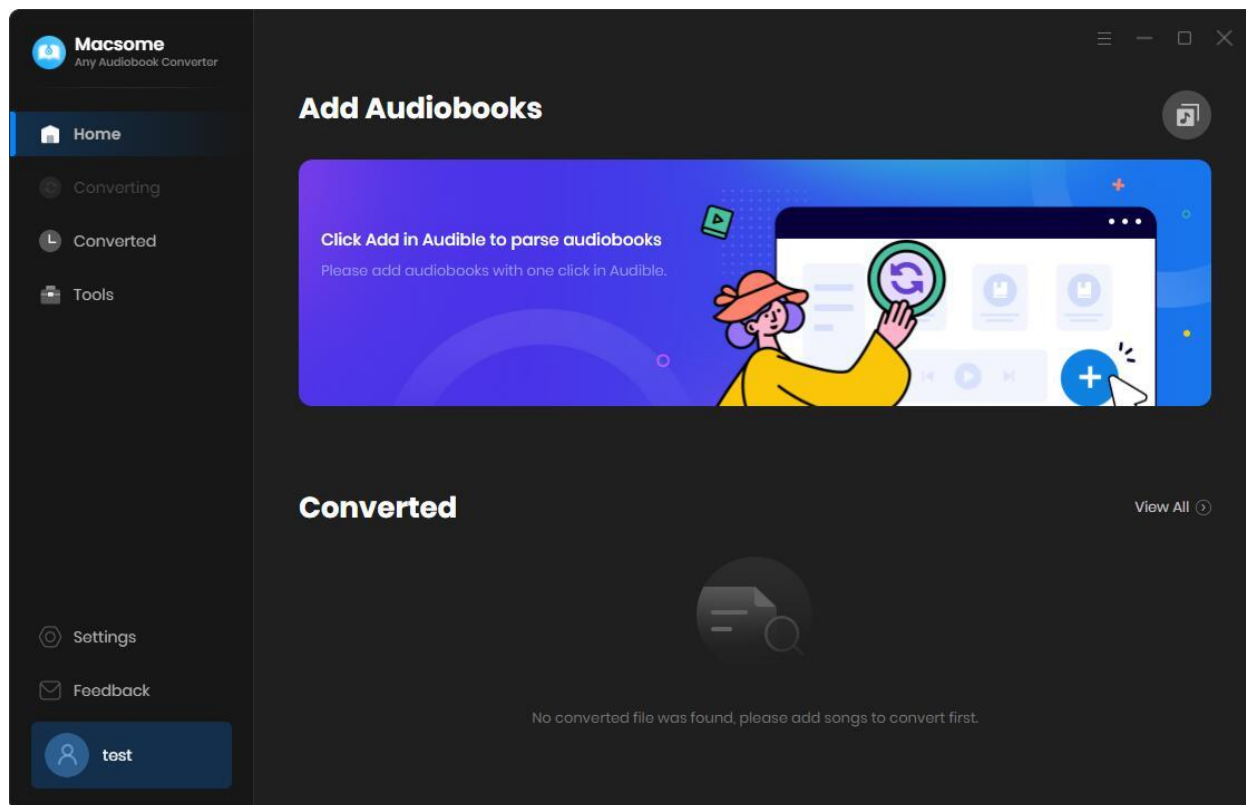 Macsome
Any Audiobook Converter
Home
Converting
Converted
Tools
Settings
Feedback
test
Add Audiobooks
Click Add in Audible to parse audiobooks
Please add audiobooks with one click in Audible.
Converted
View All
No converted file was found, please add songs to convert first.